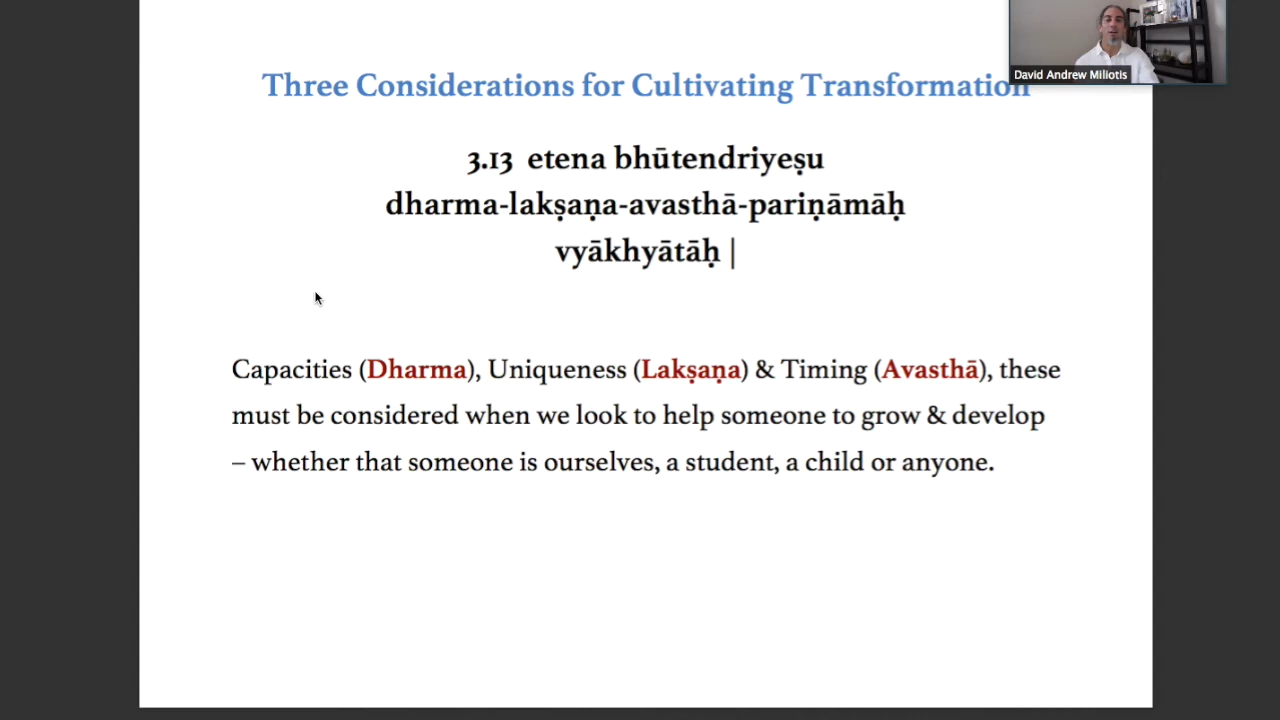 David Andrew Miliotis
Three Considerations for Cultivating Transformation
3.13 etena bhūtendriyeṣu
dharma-lakṣaṇa-avasthā-pariṇāmāḥ
vyākhyātāḥ |
Capacities (Dharma), Uniqueness (Lakṣaṇa) & Timing (Avasthā), these
must be considered when we look to help someone to grow & develop
– whether that someone is ourselves, a student, a child or anyone.